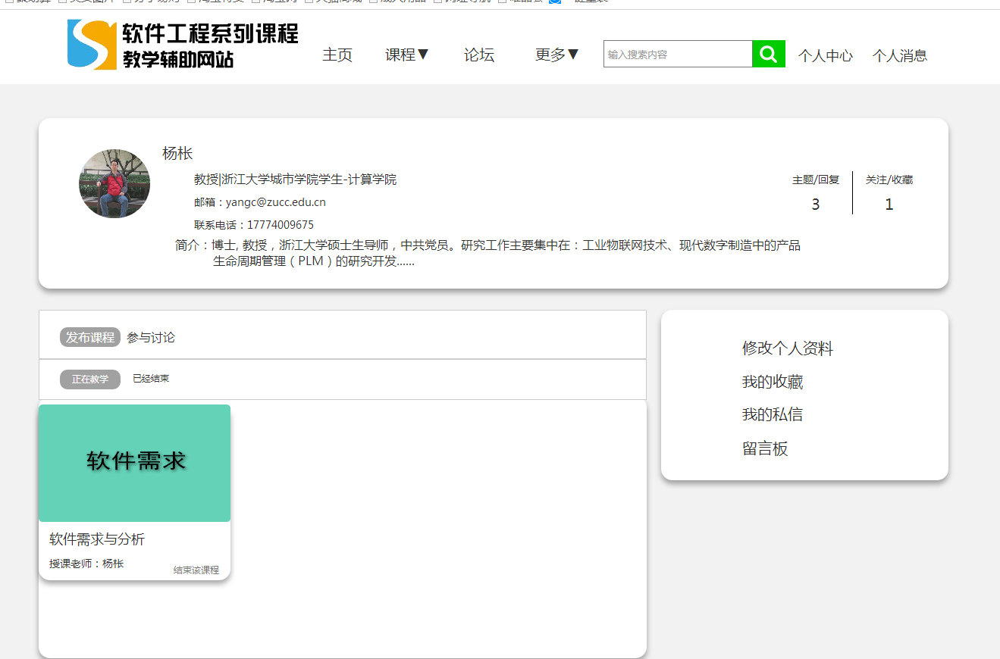 软件工程系列课程
教学辅助网站
主页 课程▼ 论坛 更多▼ 输入搜索内容 个人中心 个人消息
杨枨
教授|浙江大学城市学院学生-计算学院
邮箱：yangc@zucc.edu.cn
联系电话：17774009675
简介：博士, 教授，浙江大学硕士生导师，中共党员。研究工作主要集中在：工业物联网技术、现代数字制造中的产品
生命周期管理（PLM）的研究开发......
主题/回复 关注/收藏
3 1
发布课程 参与讨论
正在教学 已经结束
软件需求
软件需求与分析
授课老师：杨枨
结束该课程
修改个人资料
我的收藏
我的私信
留言板